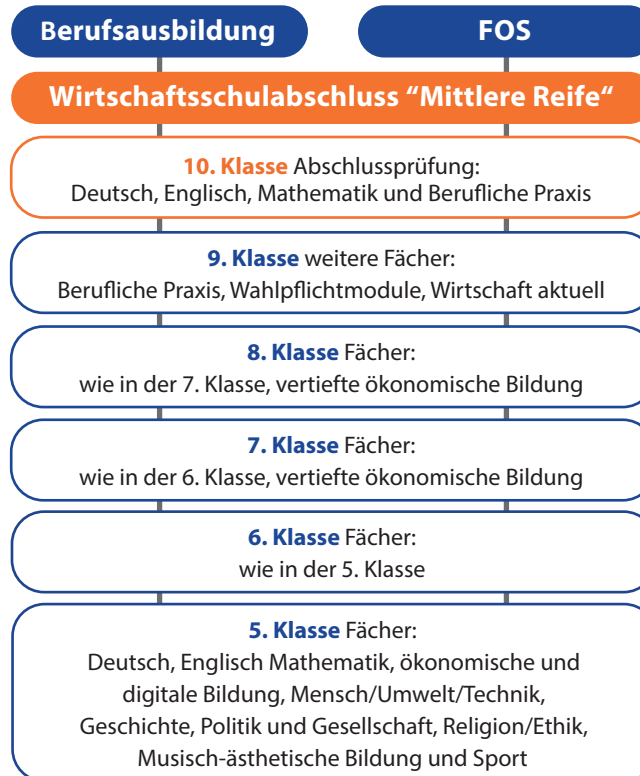 Berufsausbildung
FOS
Wirtschaftsschulabschluss “Mittlere Reife“
10. Klasse Abschlussprüfung:
Deutsch, Englisch, Mathematik und Berufliche Praxis
9. Klasse weitere Fächer:
Berufliche Praxis, Wahlpflichtmodule, Wirtschaft aktuell
8. Klasse Fächer:
wie in der 7. Klasse, vertiefte ökonomische Bildung
7. Klasse Fächer:
wie in der 6. Klasse, vertiefte ökonomische Bildung
6. Klasse Fächer:
wie in der 5. Klasse
5. Klasse Fächer:
Deutsch, Englisch Mathematik, ökonomische und
digitale Bildung, Mensch/Umwelt/Technik,
Geschichte, Politik und Gesellschaft, Religion/Ethik,
Musisch-ästhetische Bildung und Sport